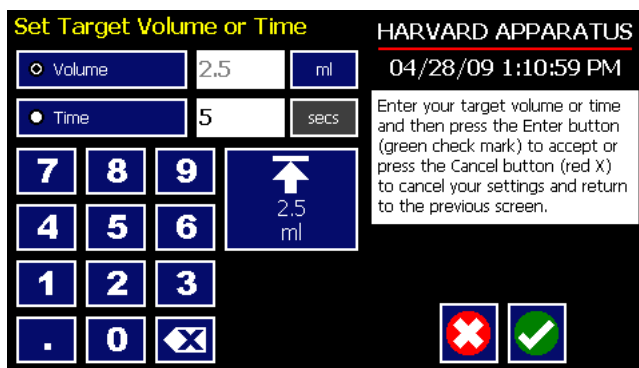 Set Target Volume or Time
Volume 2.5 ml
Time 5 secs
7 8 9
2.5
ml
4 5 6
1 2 3
. 0
HARVARD APPARATUS
04/28/09 1:10:59 PM
Enter your target volume or time
and then press the Enter button
(green check mark) to accept or
press the Cancel button (red X)
to cancel your settings and return
to the previous screen.